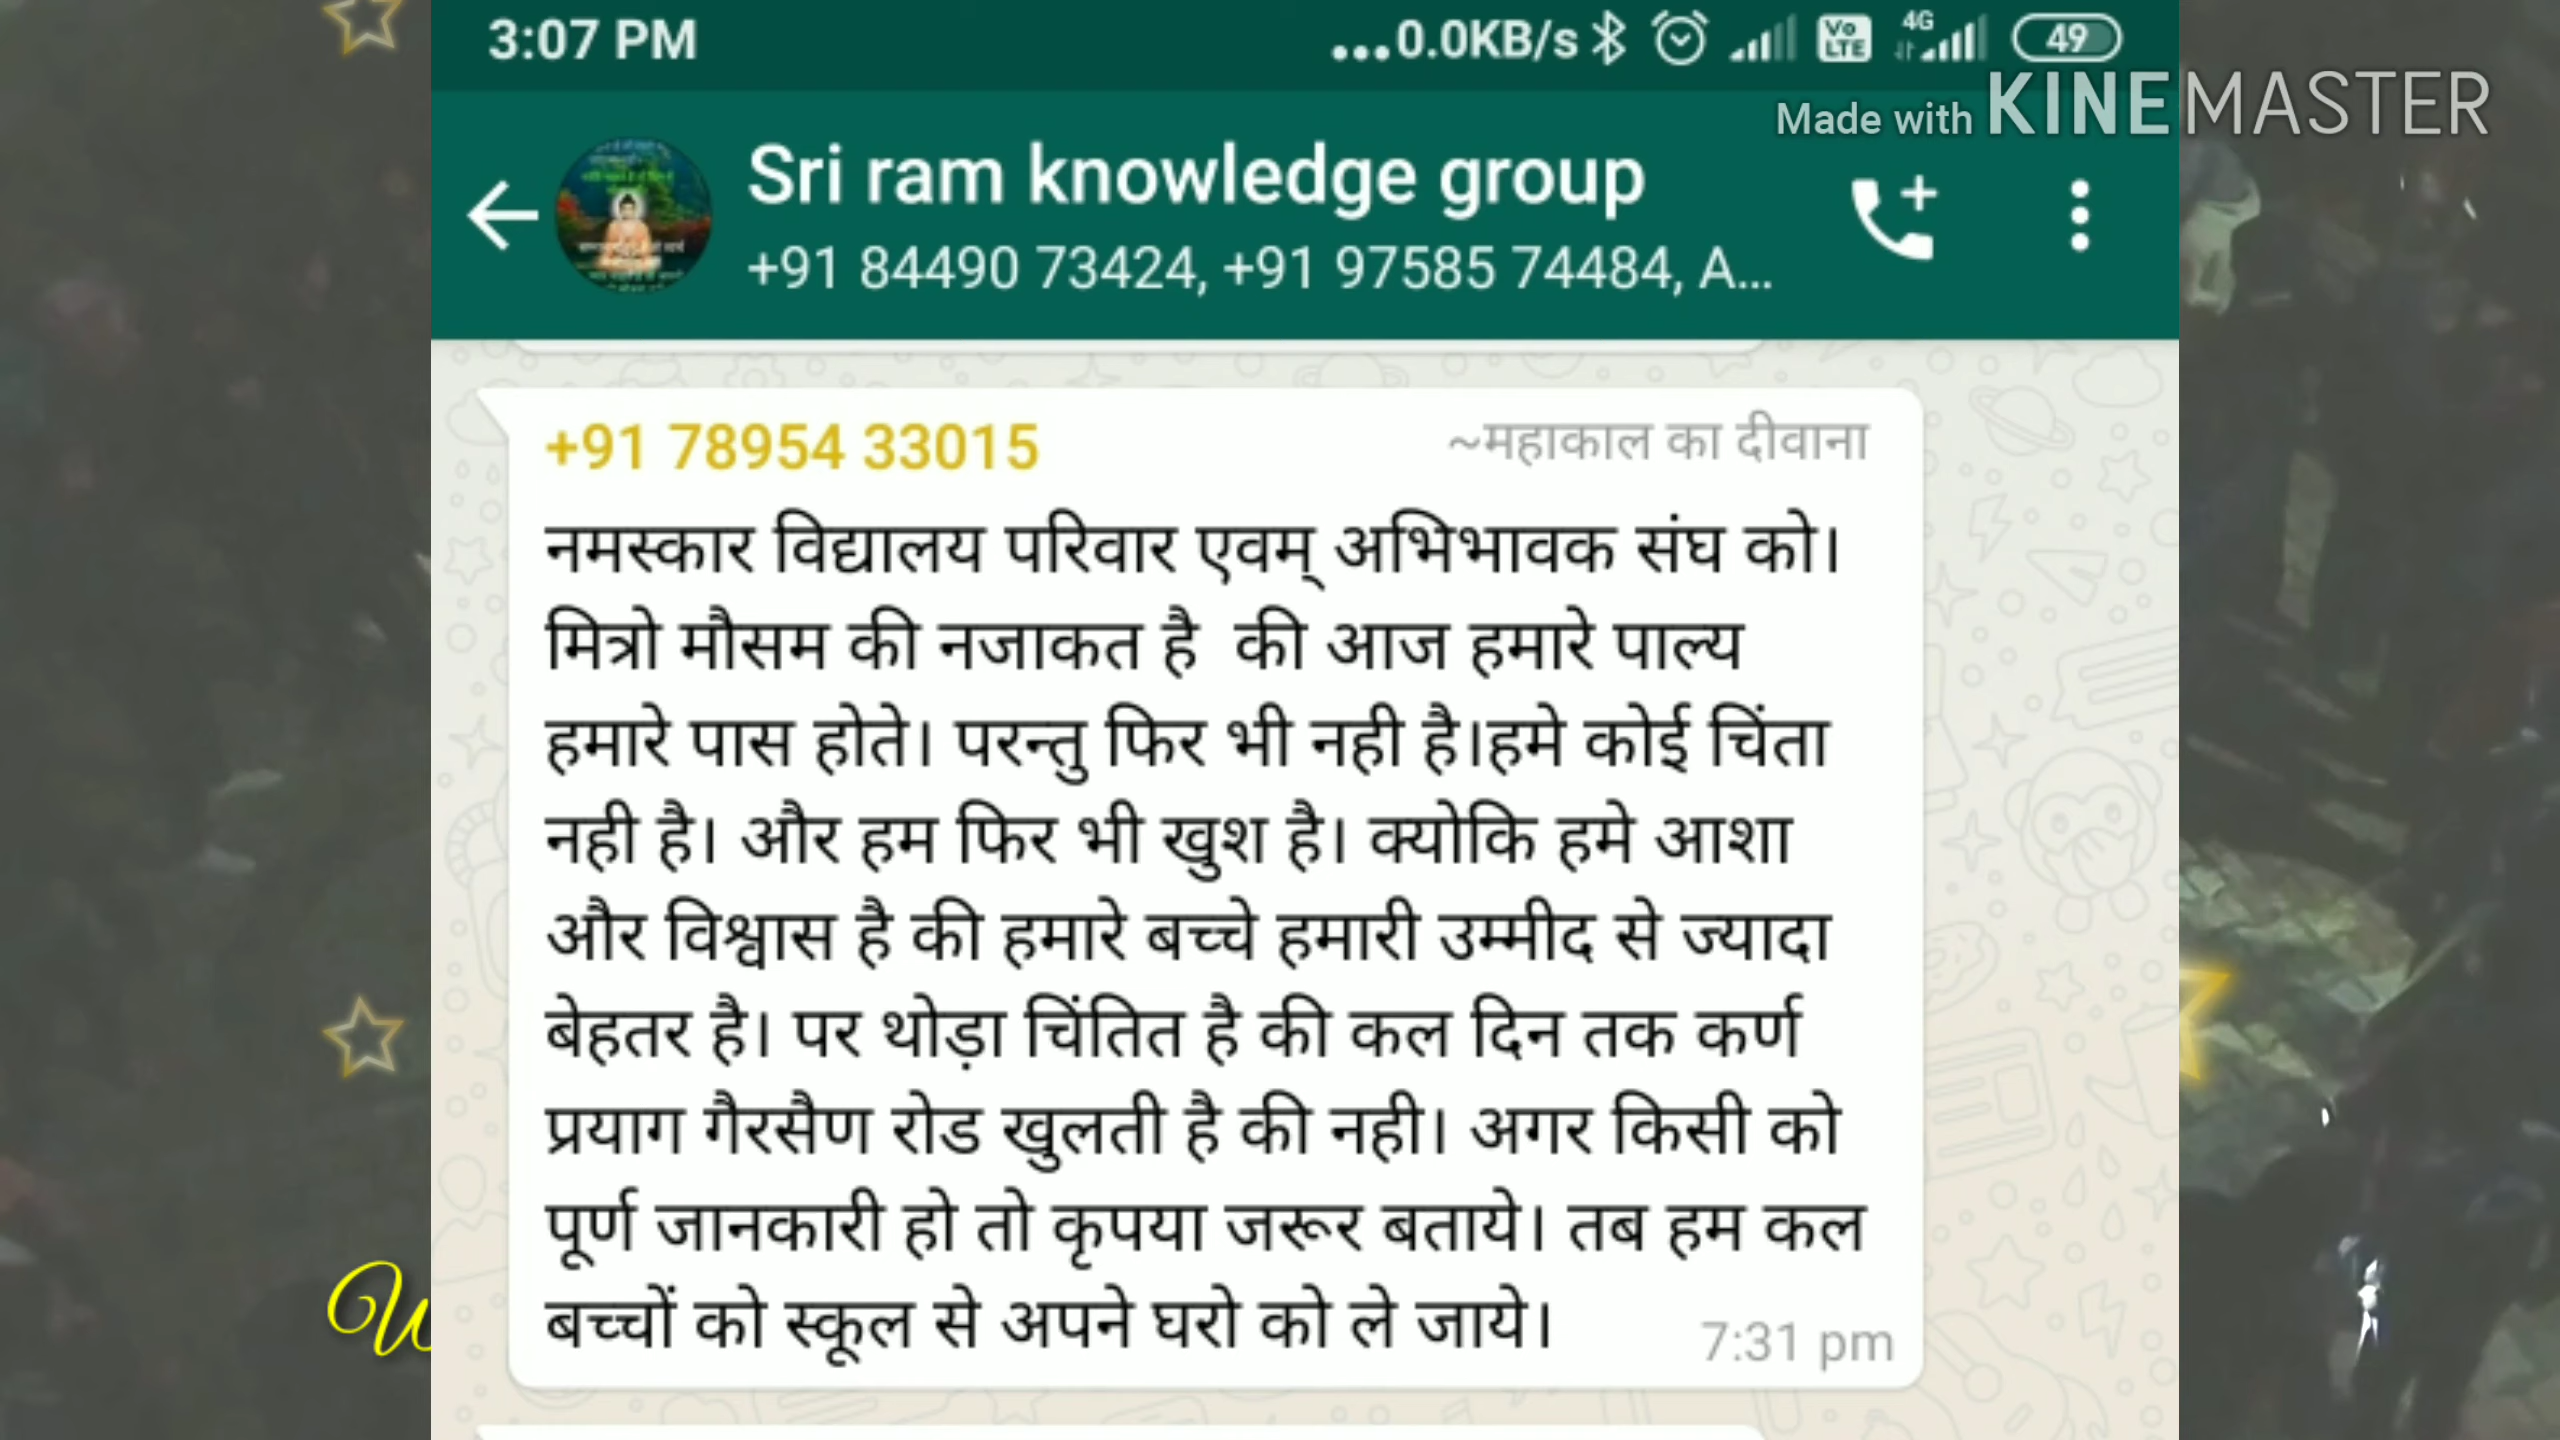 3:07 PM
...0.0KB/s Vo LTE 4G 49
Made with KINEMASTER
Sri ram knowledge group
+91 84490 73424, +91 97585 74484, A...
+91 78954 33015 ~महाकाल का दीवाना
नमस्कार विद्यालय परिवार एवम् अभिभावक संघ को।
मित्रो मौसम की नजाकत है की आज हमारे पाल्य
हमारे पास होते। परन्तु फिर भी नही है।हमे कोई चिंता
नही है। और हम फिर भी खुश है। क्योकि हमे आशा
और विश्वास है की हमारे बच्चे हमारी उम्मीद से ज्यादा
बेहतर है। पर थोड़ा चिंतित है की कल दिन तक कर्ण
प्रयाग गैरसैण रोड खुलती है की नही। अगर किसी को
पूर्ण जानकारी हो तो कृपया जरूर बताये। तब हम कल
बच्चों को स्कूल से अपने घरो को ले जाये।
7:31 pm